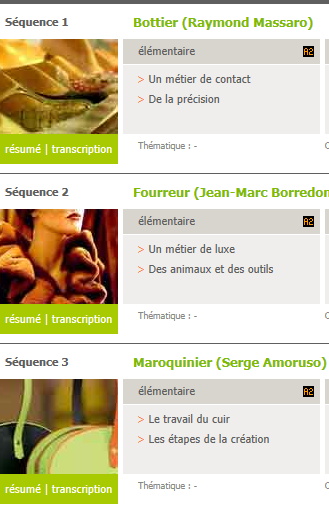 Séquence 1
Bottier (Raymond Massaro)
élémentaire A2
> Un métier de contact
> De la précision
résumé | transcription
Thématique : -
Séquence 2
Fourreur (Jean-Marc Borredon
élémentaire A2
> Un métier de luxe
> Des animaux et des outils
résumé | transcription
Thématique : -
Séquence 3
Maroquinier (Serge Amoruso)
élémentaire A2
> Le travail du cuir
> Les étapes de la création
résumé | transcription
Thématique : -